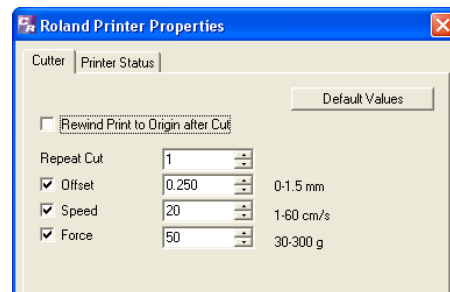 Roland Printer Properties
Cutter Printer Status
Default Values
Rewind Print to Origin after Cut
Repeat Cut 1
Offset 0.250 0-1.5 mm
Speed 20 1-60 cm/s
Force 50 30-300 g